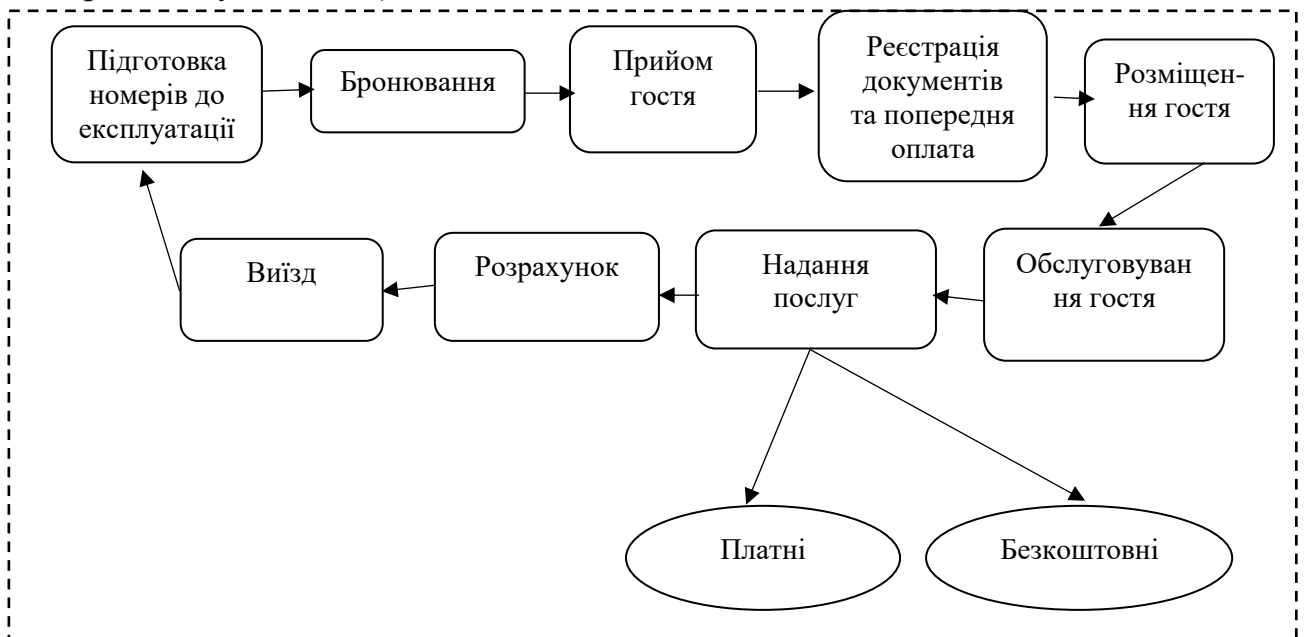 Підготовка
номерів до
експлуатації
Бронювання
Прийом
гостя
Реєстрація
документів
та попередня
оплата
Розміщен-
ня гостя
Виїзд
Розрахунок
Надання
послуг
Обслуговуван
ня гостя
Платні
Безкоштовні